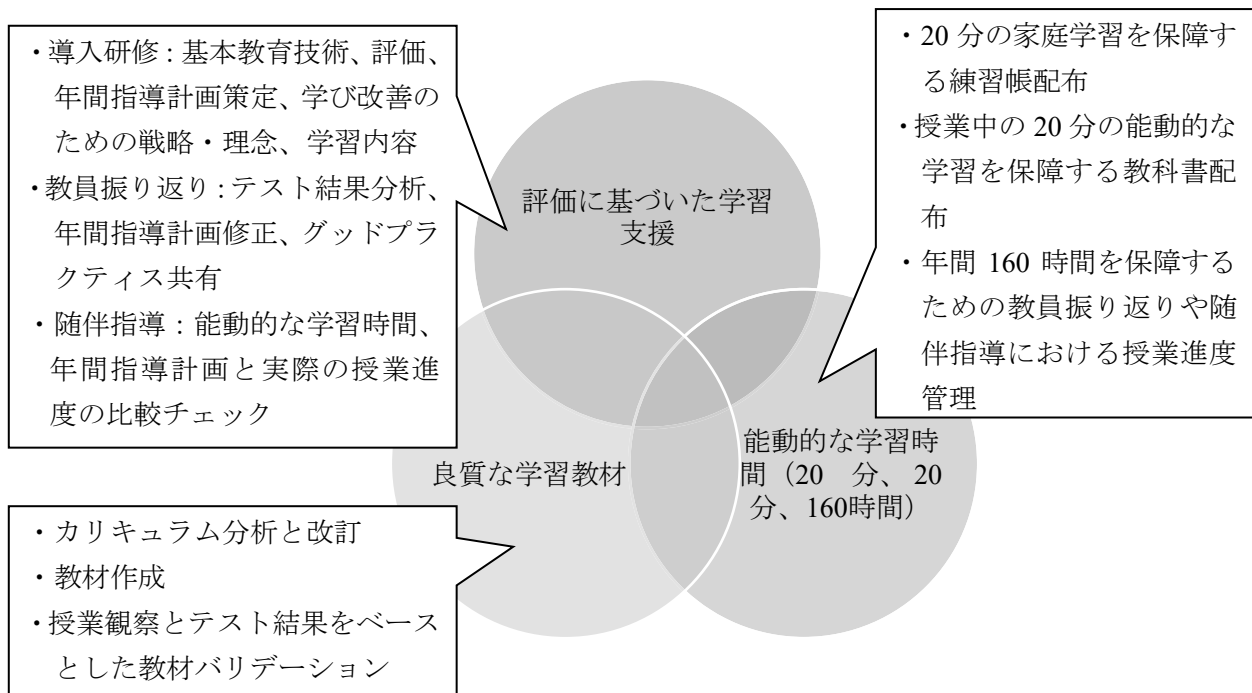 ・導入研修：基本教育技術、評価、
年間指導計画策定、学び改善の
ための戦略・理念、学習内容
・教員振り返り：テスト結果分析、
年間指導計画修正、グッドプラ
クティス共有
・随伴指導：能動的な学習時間、
年間指導計画と実際の授業進
度の比較チェック
評価に基づいた学習
支援
・20 分の家庭学習を保障す
る練習帳配布
・授業中の 20 分の能動的な
学習を保障する教科書配
布
・年間 160 時間を保障する
ための教員振り返りや随
伴指導における授業進度
管理
良質な学習教材
能動的な学習時
間（20 分、20
分、160時間）
・カリキュラム分析と改訂
・教材作成
・授業観察とテスト結果をベース
とした教材バリデーション